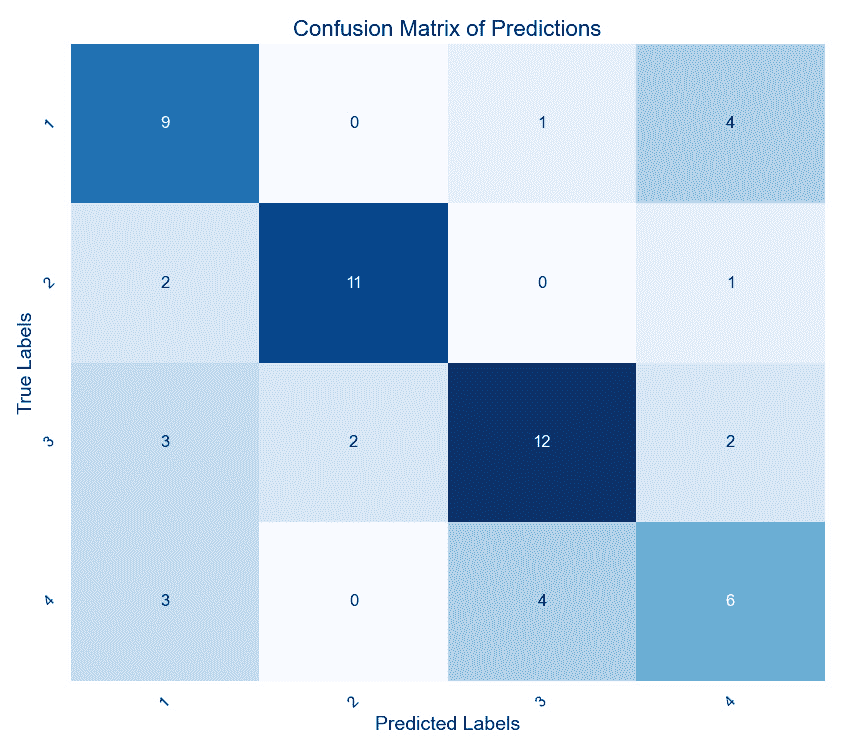 Confusion Matrix of Predictions
1 9 0 1 4
2 2 11 0 1
3 3 2 12 2
4 3 0 4 6
True Labels
1 2 3 4
Predicted Labels